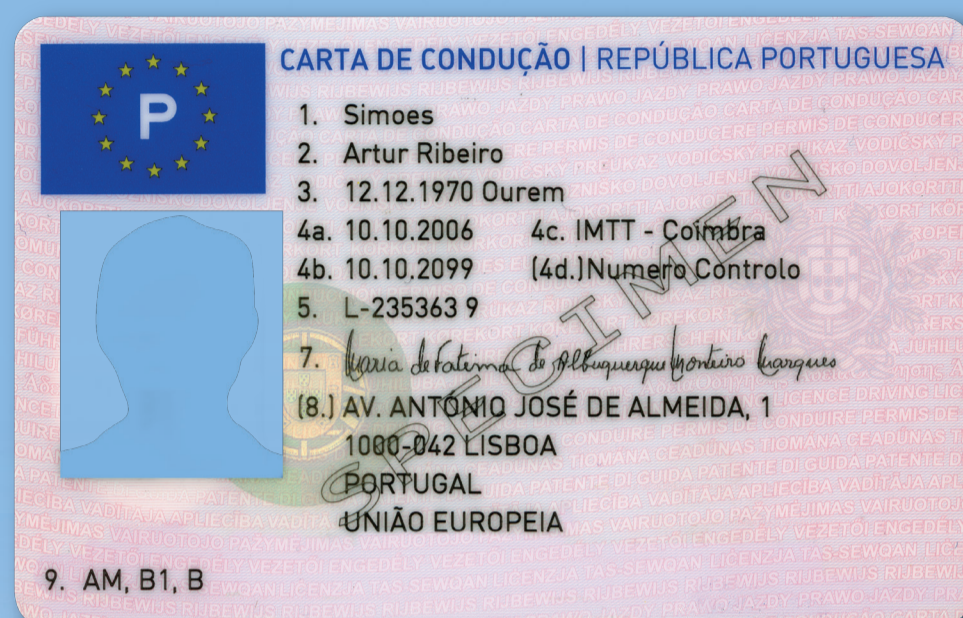 P
CARTA DE CONDUÇÃO | REPÚBLICA PORTUGUESA
1. Simoes
2. Artur Ribeiro
3. 12.12.1970 Ourem
4a. 10.10.2006 4c. IMTT - Coimbra
4b. 10.10.2099 (4d.)Numero Controlo
5. L-235363 9
7. Maria de Fatima de Albuquerque Monteiro Marques
(8.) AV. ANTÓNIO JOSÉ DE ALMEIDA, 1
1000-042 LISBOA
PORTUGAL
UNIÃO EUROPEIA
9. AM, B1, B
SPECIMEN